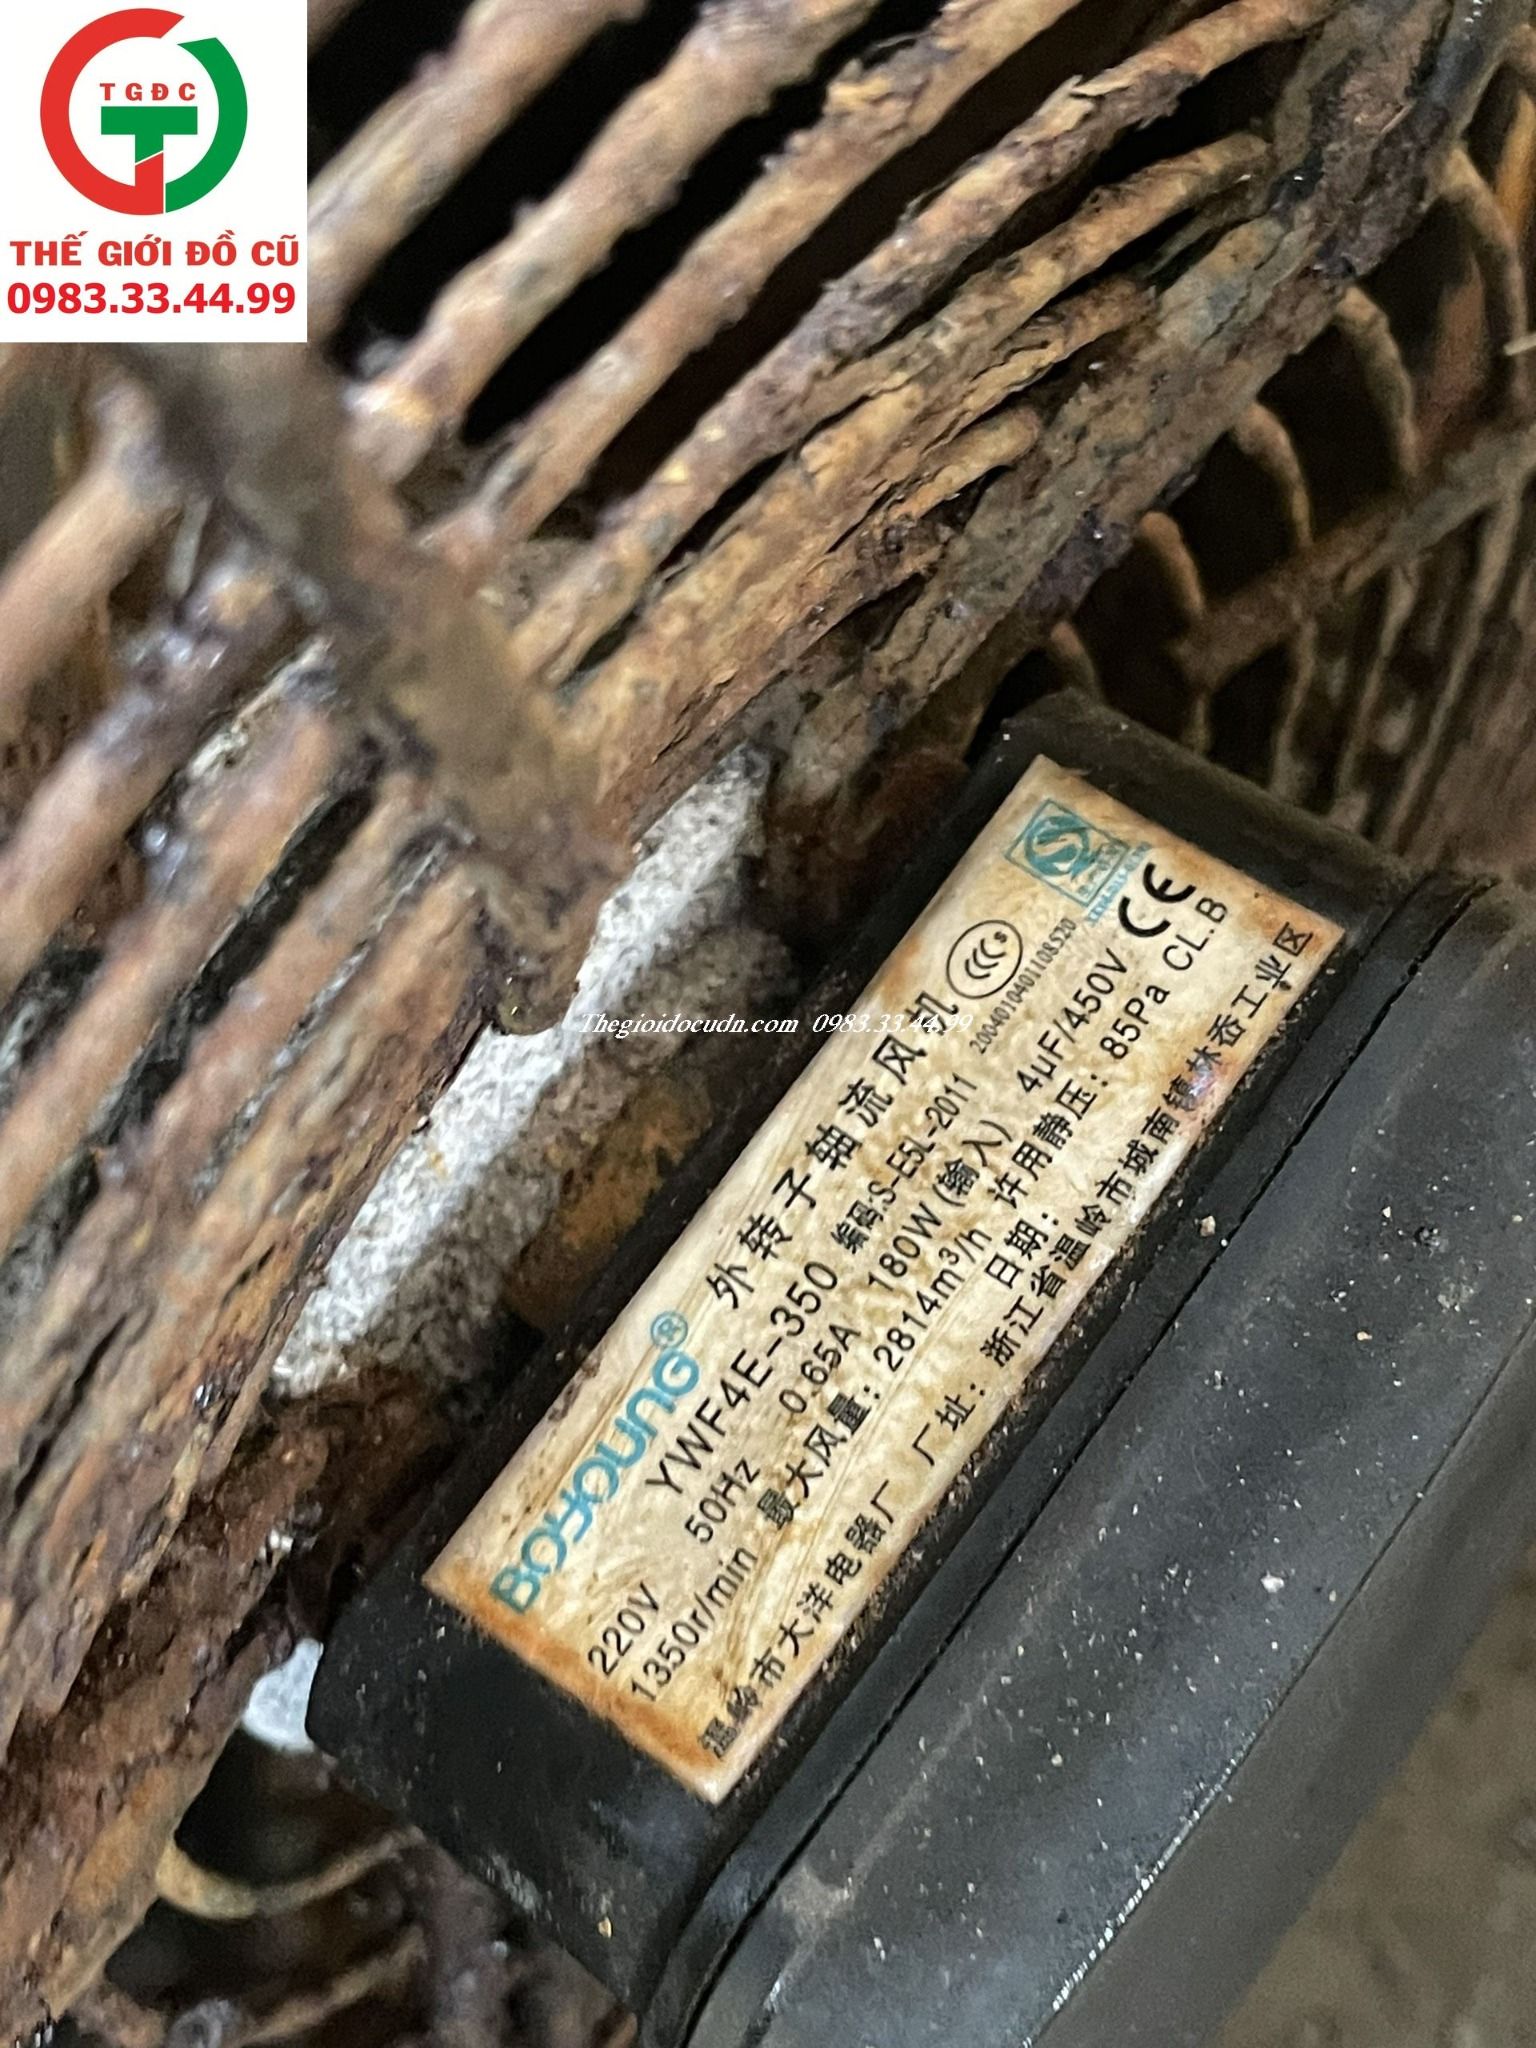 TGĐC
THẾ GIỚI ĐỒ CŨ
0983.33.44.99
Thegioidocudn.com 0983.33.44.99
BOYOUNG® 外转子轴流风机 CCC S
2004010401108520
CE
YWF4E-350 编码:S-E5L-2011
220V 50Hz 0.65A 180W(输入) 4μF/450V
1350r/min 最大风量:2814m³/h 许用静压:85Pa CL.B
日期:
温岭市大洋电器厂 厂址:浙江省温岭市城南镇林岙工业区